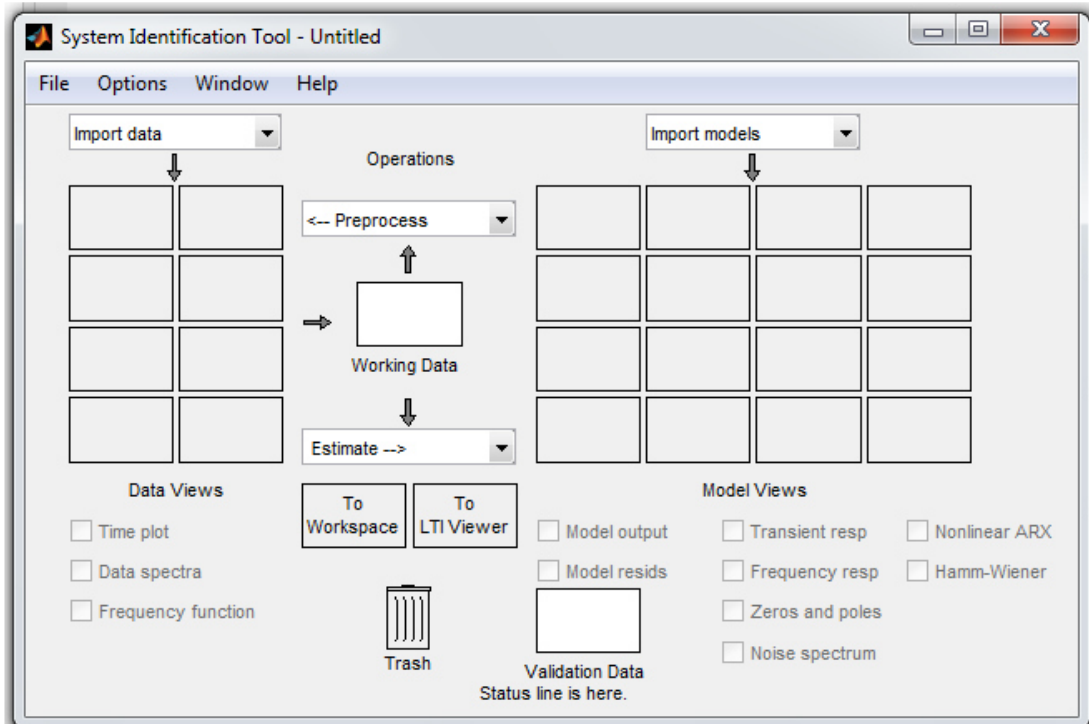 System Identification Tool - Untitled
File Options Window Help
Import data
Import models
Operations
<-- Preprocess
Working Data
Estimate -->
Data Views
Model Views
To Workspace
To LTI Viewer
Time plot
Data spectra
Frequency function
Model output
Model resids
Transient resp
Frequency resp
Zeros and poles
Noise spectrum
Nonlinear ARX
Hamm-Wiener
Trash
Validation Data
Status line is here.